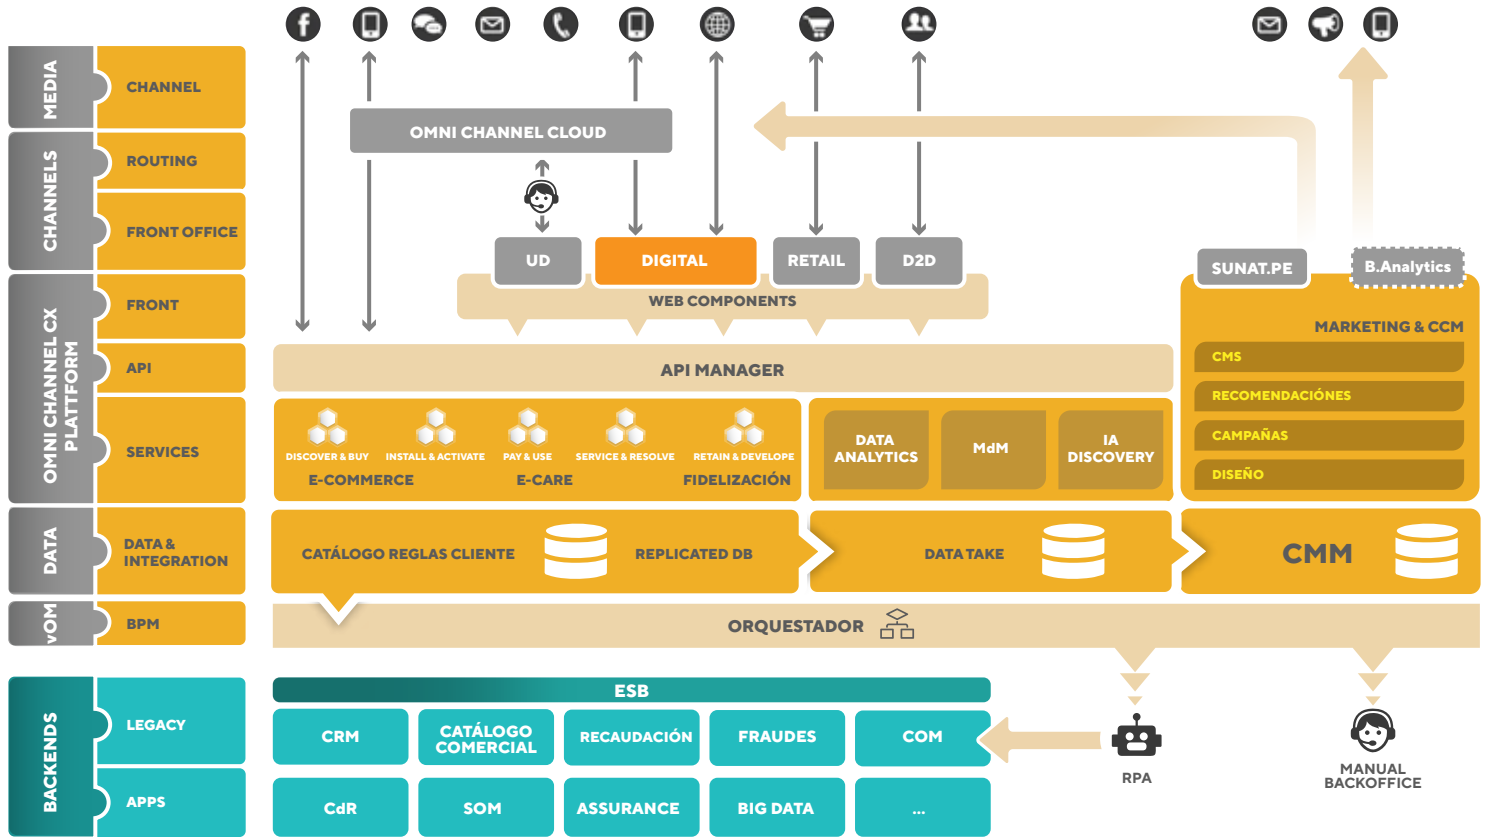 MEDIA
CHANNEL
CHANNELS
ROUTING
FRONT OFFICE
OMNI CHANNEL CX
PLATTFORM
FRONT
API
SERVICES
DATA
DATA &
INTEGRATION
vOM
BPM
BACKENDS
LEGACY
APPS
OMNI CHANNEL CLOUD
UD
DIGITAL
RETAIL
D2D
WEB COMPONENTS
API MANAGER
DISCOVER & BUY
INSTALL & ACTIVATE
PAY & USE
SERVICE & RESOLVE
RETAIN & DEVELOPE
E-COMMERCE
E-CARE
FIDELIZACIÓN
DATA
ANALYTICS
MdM
IA
DISCOVERY
SUNAT.PE
B.Analytics
MARKETING & CCM
CMS
RECOMENDACIÓNES
CAMPAÑAS
DISEÑO
CATÁLOGO REGLAS CLIENTE
REPLICATED DB
DATA TAKE
CMM
ORQUESTADOR
ESB
CRM
CATÁLOGO
COMERCIAL
RECAUDACIÓN
FRAUDES
COM
CdR
SOM
ASSURANCE
BIG DATA
...
RPA
MANUAL
BACKOFFICE